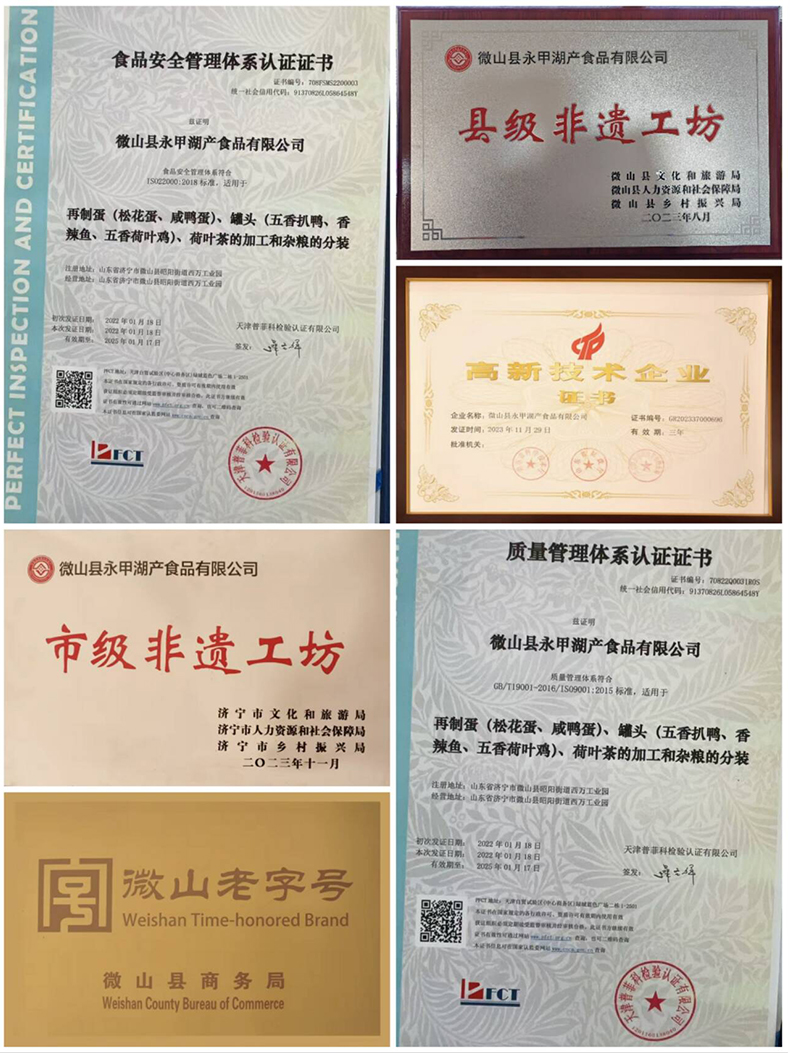 PERFECT INSPECTION AND CERTIFICATION
食品安全管理体系认证证书
证书编号：708FSMS2200003
统一社会信用代码：91370826L05864548Y
兹证明
微山县永甲湖产食品有限公司
食品安全管理体系符合
ISO22000:2018 标准，适用于
再制蛋（松花蛋、咸鸭蛋）、罐头（五香扒鸭、香
辣鱼、五香荷叶鸡）、荷叶茶的加工和杂粮的分装
注册地址：山东省济宁市微山县昭阳街道西万工业园
经营地址：山东省济宁市微山县昭阳街道西万工业园
初次发证日期： 2022 年 01 月 18 日
本次发证日期： 2022 年 01 月 18 日
有效期至： 2025 年 01 月 17 日
天津普菲科检验认证有限公司
签发：
PFCT
天津普菲科检验认证有限公司
微山县永甲湖产食品有限公司
县级非遗工坊
微山县文化和旅游局
微山县人力资源和社会保障局
微山县乡村振兴局
二〇二三年八月
高新技术企业
证书
企业名称：微山县永甲湖产食品有限公司
证书编号：GR202337000690
发证时间：2023 年 11 月 29 日
有 效 期：三年
批准机关：
微山县永甲湖产食品有限公司
市级非遗工坊
济宁市文化和旅游局
济宁市人力资源和社会保障局
济宁市乡村振兴局
二〇二三年十一月
微山老字号
Weishan Time-honored Brand
微山县商务局
Weishan County Bureau of Commerce
质量管理体系认证证书
证书编号：70822Q0031R0S
统一社会信用代码：91370826L05864548Y
兹证明
微山县永甲湖产食品有限公司
质量管理体系符合
GB/T19001-2016/ISO9001:2015 标准，适用于
再制蛋（松花蛋、咸鸭蛋）、罐头（五香扒鸭、香
辣鱼、五香荷叶鸡）、荷叶茶的加工和杂粮的分装
注册地址：山东省济宁市微山县昭阳街道西万工业园
经营地址：山东省济宁市微山县昭阳街道西万工业园
初次发证日期： 2022 年 01 月 18 日
本次发证日期： 2022 年 01 月 18 日
有效期至： 2025 年 01 月 17 日
天津普菲科检验认证有限公司
签发：
PFCT
天津普菲科检验认证有限公司